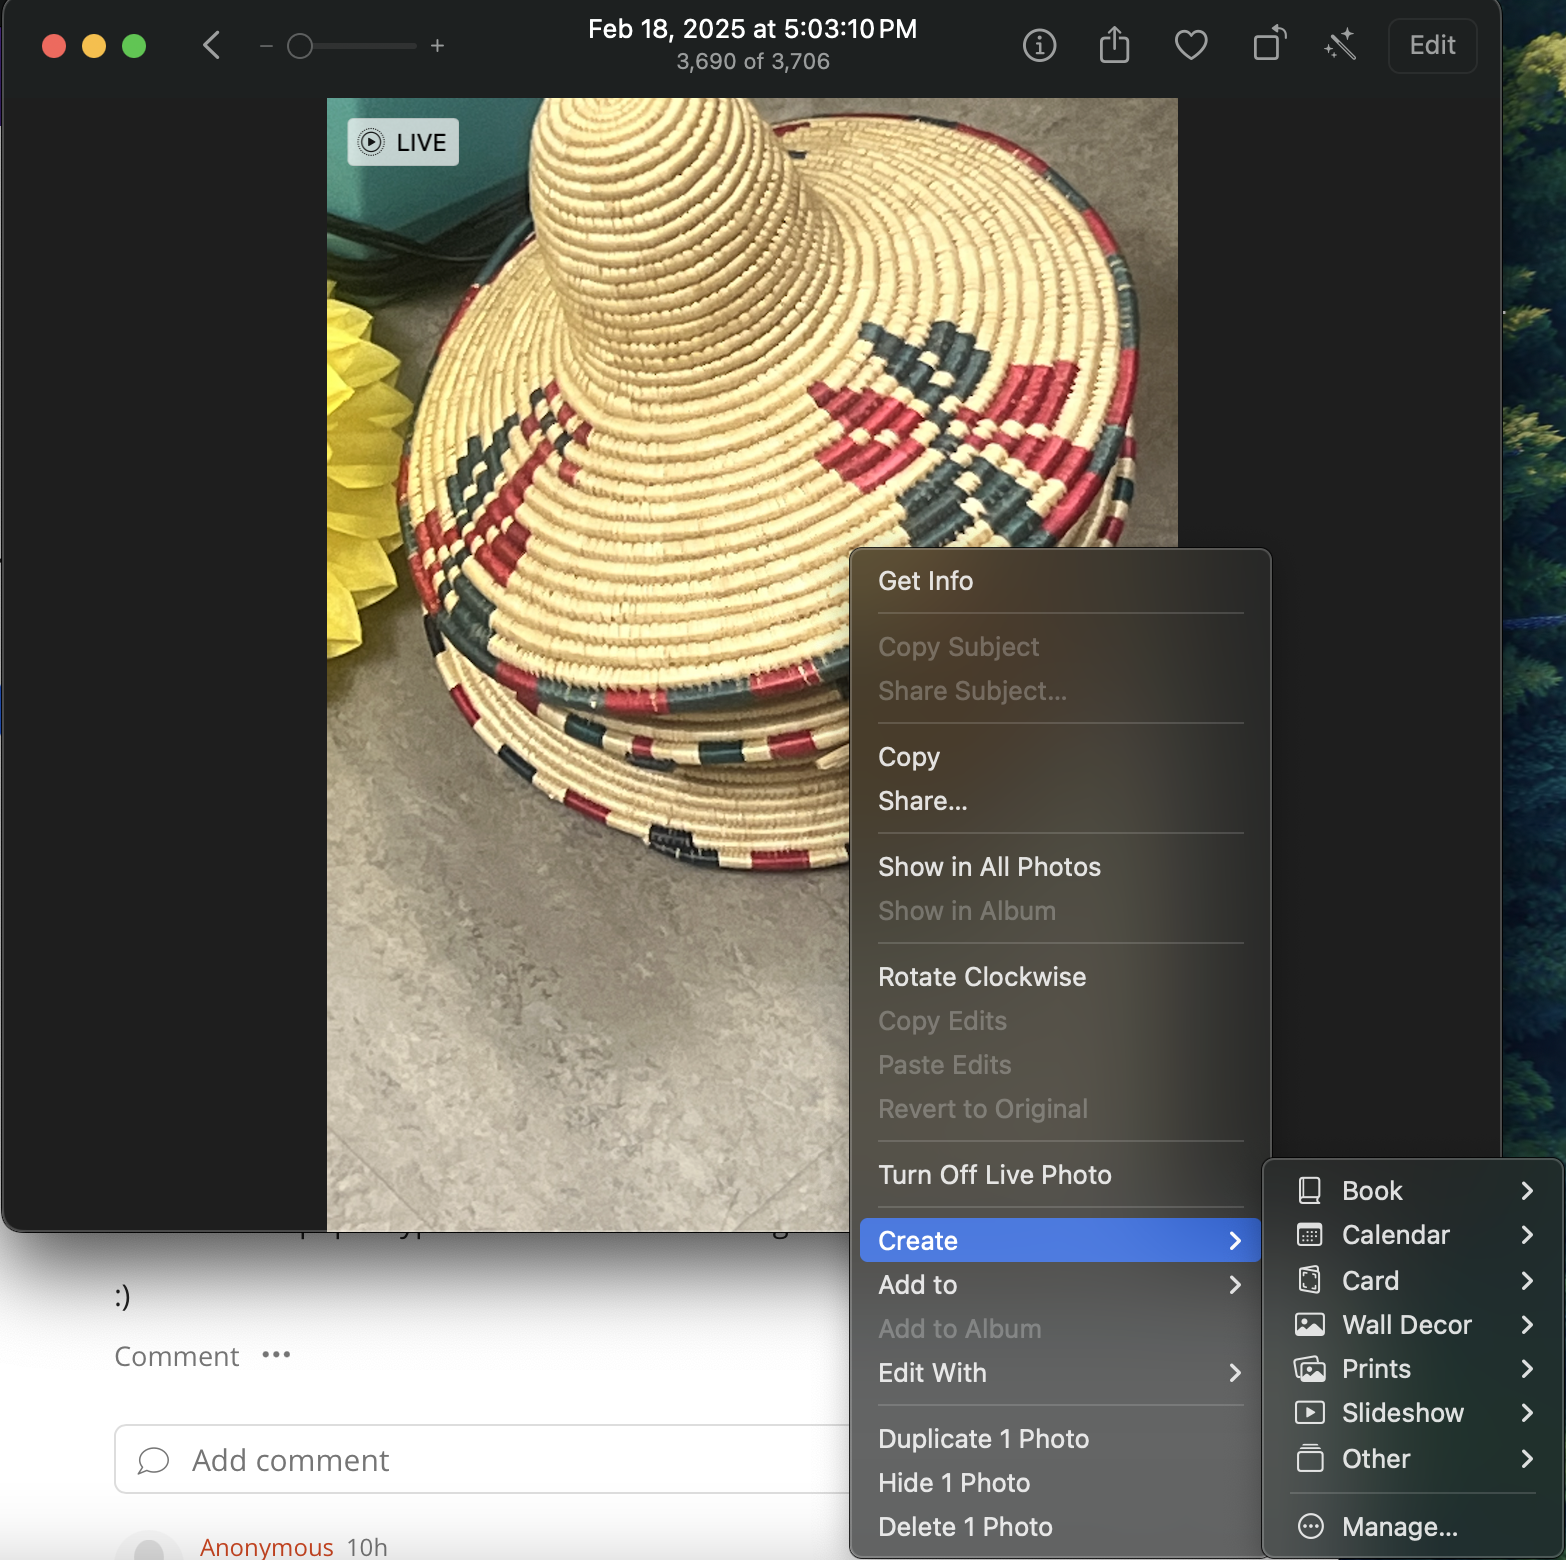 Feb 18, 2025 at 5:03:10 PM
3,690 of 3,706
Edit
LIVE
Get Info
Copy Subject
Share Subject...
Copy
Share...
Show in All Photos
Show in Album
Rotate Clockwise
Copy Edits
Paste Edits
Revert to Original
Turn Off Live Photo
Create
Add to
Add to Album
Edit With
Duplicate 1 Photo
Hide 1 Photo
Delete 1 Photo
Book
Calendar
Card
Wall Decor
Prints
Slideshow
Other
Manage...
:)
Comment •••
Add comment
Anonymous 10h